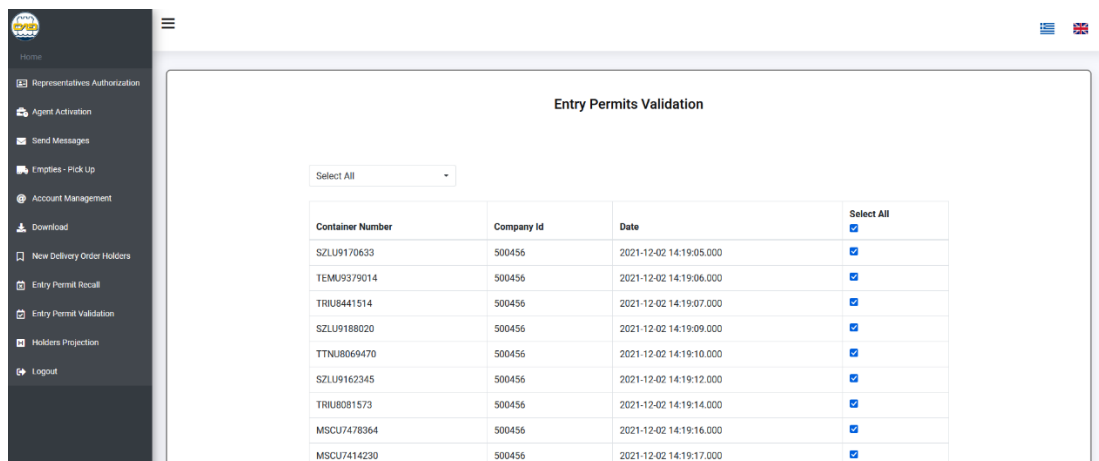 Home
Representatives Authorization
Agent Activation
Send Messages
Empties - Pick Up
Account Management
Download
New Delivery Order Holders
Entry Permit Recall
Entry Permit Validation
Holders Projection
Logout
Entry Permits Validation
Select All
Container Number Company Id Date Select All
SZLU9170633 500456 2021-12-02 14:19:05.000
TEMU9379014 500456 2021-12-02 14:19:06.000
TRIU8441514 500456 2021-12-02 14:19:07.000
SZLU9188020 500456 2021-12-02 14:19:09.000
TTNU8069470 500456 2021-12-02 14:19:10.000
SZLU9162345 500456 2021-12-02 14:19:12.000
TRIU8081573 500456 2021-12-02 14:19:14.000
MSCU7478364 500456 2021-12-02 14:19:16.000
MSCU7414230 500456 2021-12-02 14:19:17.000